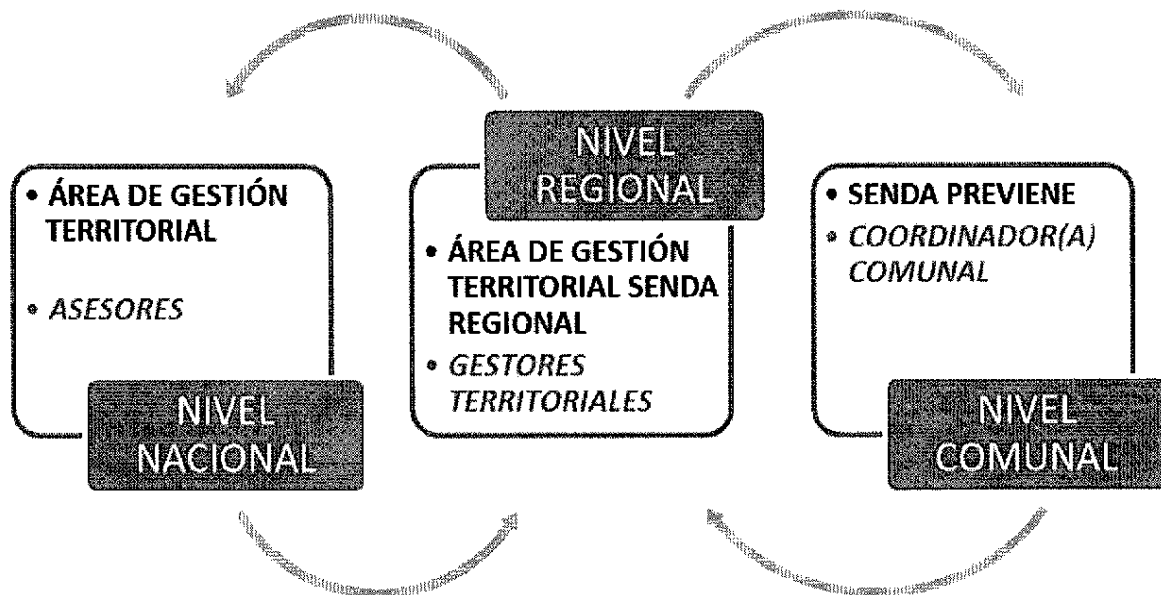 • ÁREA DE GESTIÓN
TERRITORIAL
• ASESORES
NIVEL
NACIONAL
NIVEL
REGIONAL
• ÁREA DE GESTIÓN
TERRITORIAL SENDA
REGIONAL
• GESTORES
TERRITORIALES
• SENDA PREVIENE
• COORDINADOR(A)
COMUNAL
NIVEL
COMUNAL